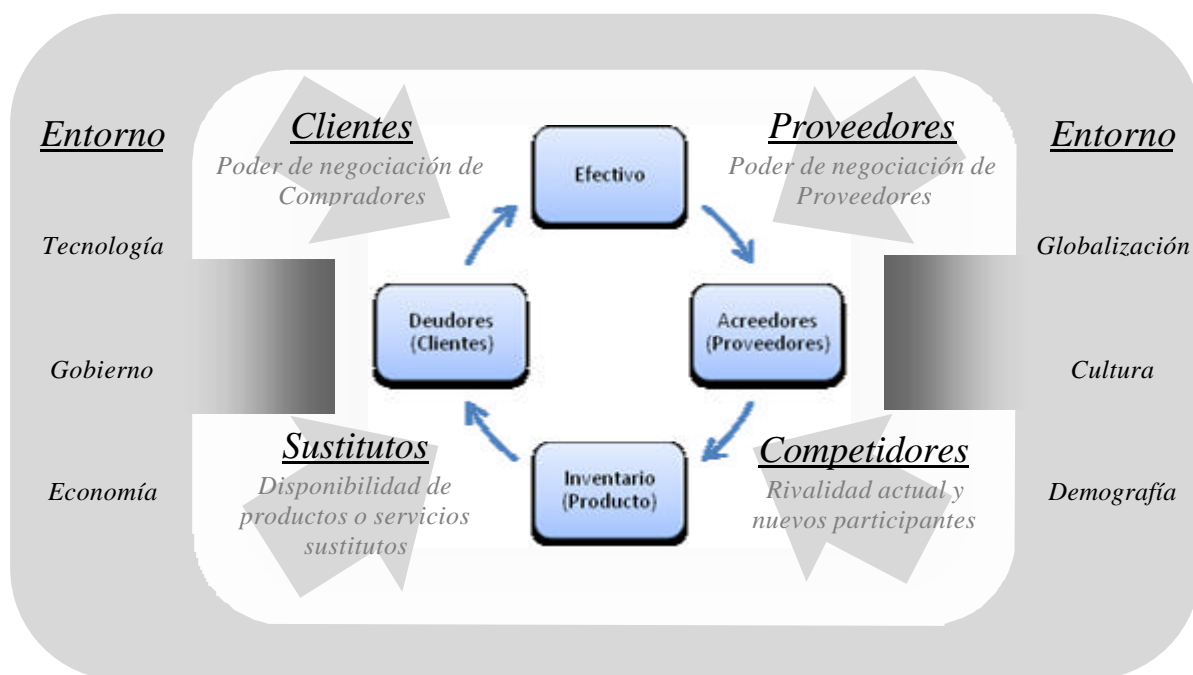 Entorno
Tecnología
Gobierno
Economía
Clientes
Poder de negociación de
Compradores
Proveedores
Poder de negociación de
Proveedores
Efectivo
Deudores
(Clientes)
Acreedores
(Proveedores)
Inventario
(Producto)
Sustitutos
Disponibilidad de
productos o servicios
sustitutos
Competidores
Rivalidad actual y
nuevos participantes
Entorno
Globalización
Cultura
Demografía